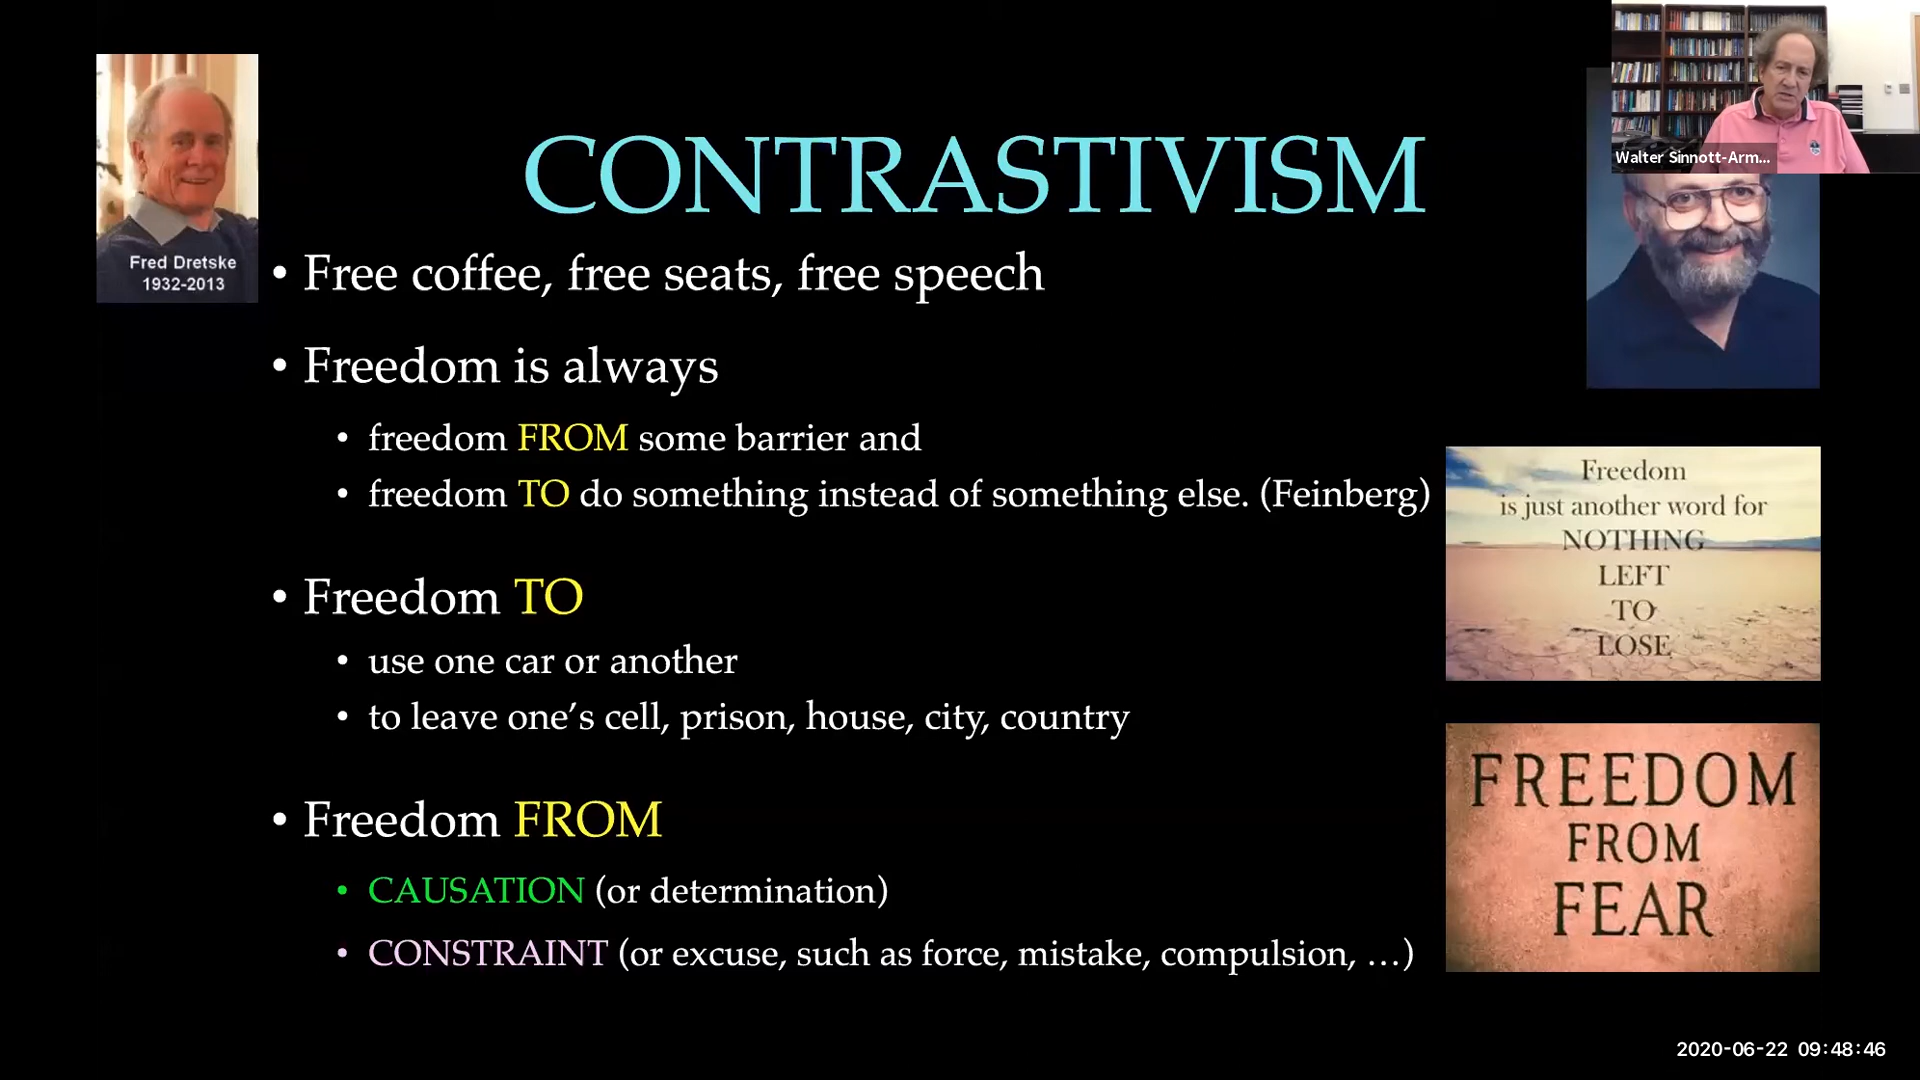 Walter Sinnott-Arm...
CONTRASTIVISM
Fred Dretske
1932-2013
• Free coffee, free seats, free speech
• Freedom is always
• freedom FROM some barrier and
• freedom TO do something instead of something else. (Feinberg)
• Freedom TO
• use one car or another
• to leave one’s cell, prison, house, city, country
• Freedom FROM
• CAUSATION (or determination)
• CONSTRAINT (or excuse, such as force, mistake, compulsion, …)
Freedom
is just another word for
NOTHING
LEFT
TO
LOSE
FREEDOM
FROM
FEAR
2020-06-22 09:48:46